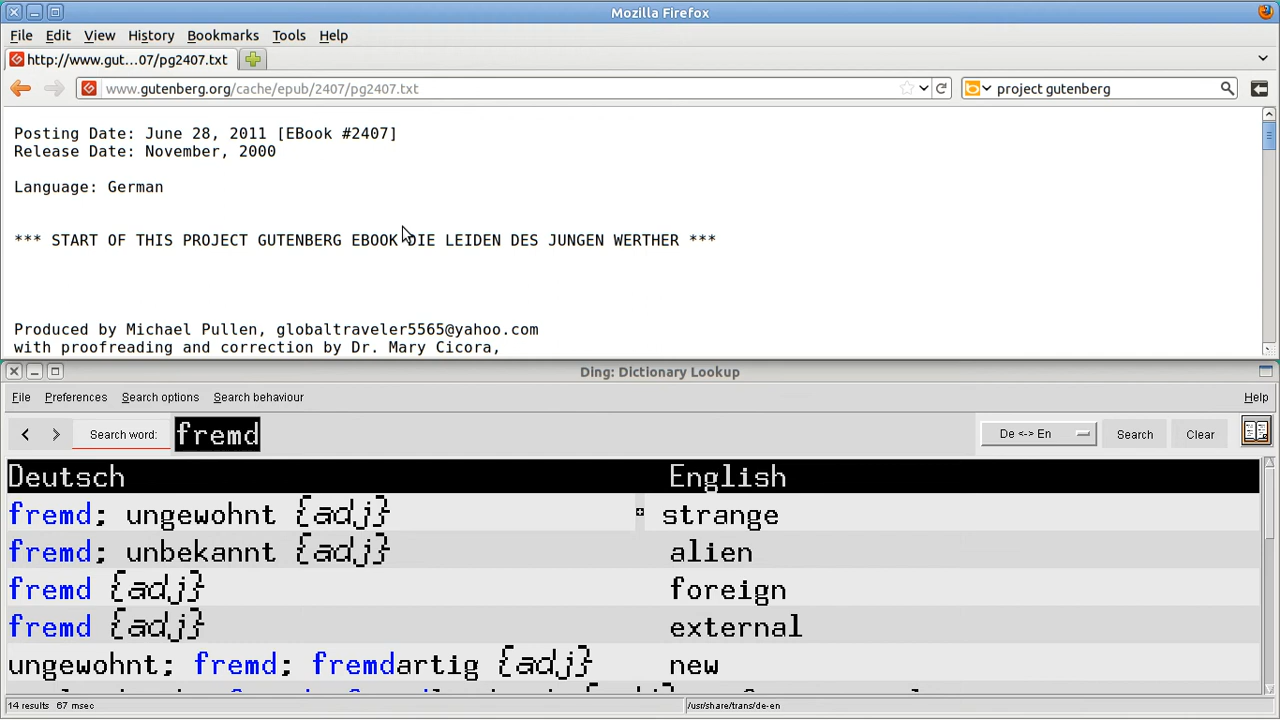 Mozilla Firefox
File Edit View History Bookmarks Tools Help
http://www.gut...07/pg2407.txt
www.gutenberg.org/cache/epub/2407/pg2407.txt project gutenberg
Posting Date: June 28, 2011 [EBook #2407]
Release Date: November, 2000
Language: German
*** START OF THIS PROJECT GUTENBERG EBOOK DIE LEIDEN DES JUNGEN WERTHER ***
Produced by Michael Pullen, globaltraveler5565@yahoo.com
with proofreading and correction by Dr. Mary Cicora,
Ding: Dictionary Lookup
File Preferences Search options Search behaviour Help
Search word: fremd De <-> En Search Clear
Deutsch English
fremd; ungewohnt {adj} strange
fremd; unbekannt {adj} alien
fremd {adj} foreign
fremd {adj} external
ungewohnt; fremd; fremdartig {adj} new
14 results 67 msec /usr/share/trans/de-en